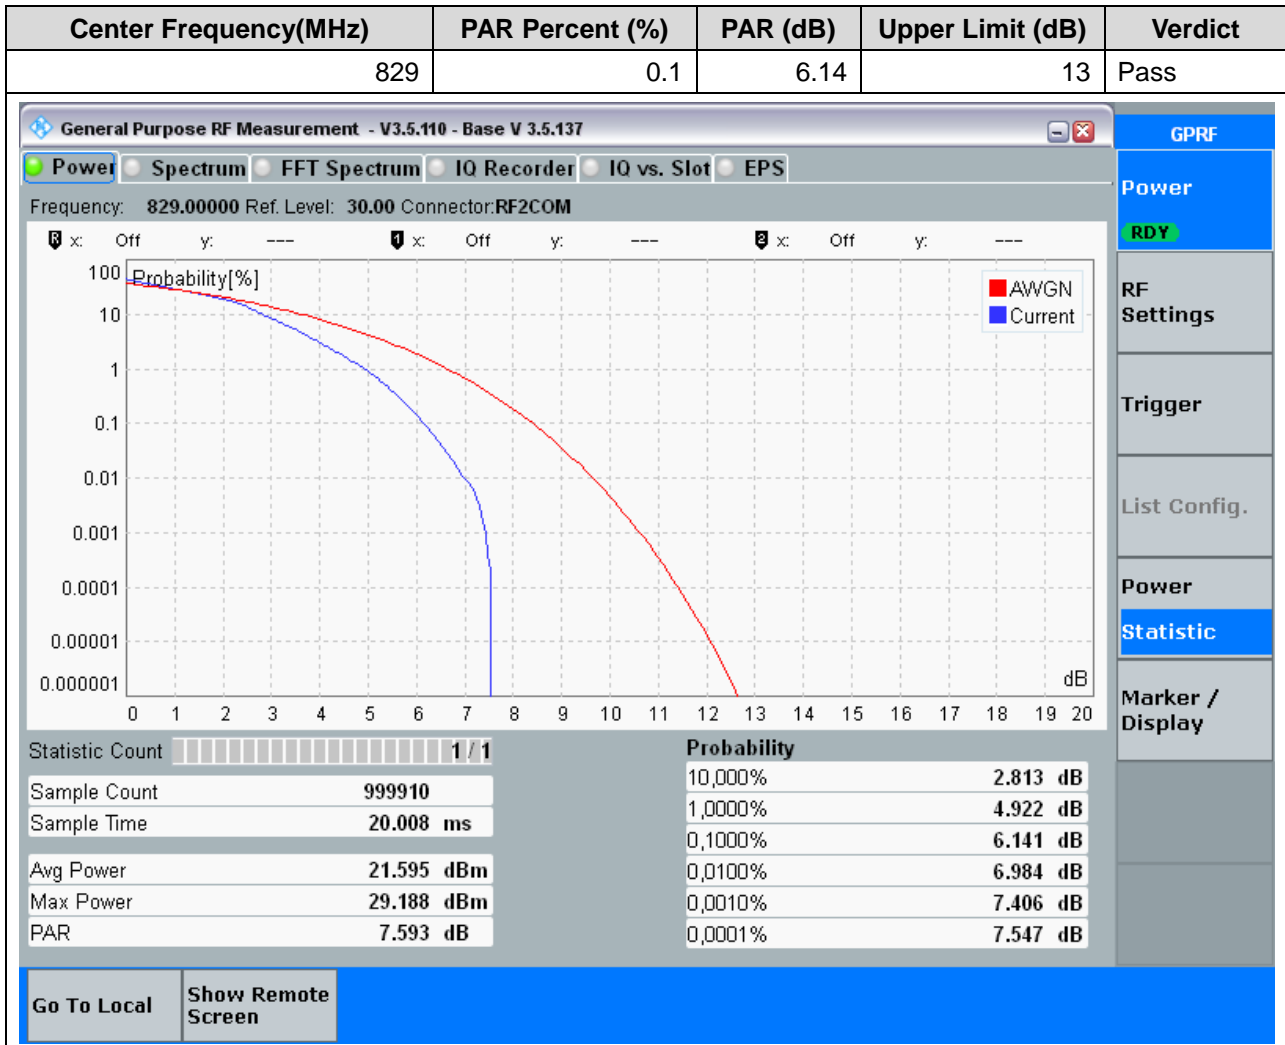 Center Frequency(MHz) PAR Percent (%) PAR (dB) Upper Limit (dB) Verdict
829 0.1 6.14 13 Pass
General Purpose RF Measurement - V3.5.110 - Base V 3.5.137
GPRF
Power Spectrum FFT Spectrum IQ Recorder IQ vs. Slot EPS
Frequency: 829.00000 Ref. Level: 30.00 Connector:RF2COM
R x: Off y: --- 1 x: Off y: --- 2 x: Off y: ---
Probability[%]
AWGN
Current
100
10
1
0.1
0.01
0.001
0.0001
0.00001
0.000001
dB
0 1 2 3 4 5 6 7 8 9 10 11 12 13 14 15 16 17 18 19 20
Statistic Count 1 / 1
Sample Count 999910
Sample Time 20.008 ms
Avg Power 21.595 dBm
Max Power 29.188 dBm
PAR 7.593 dB
Probability
10,000% 2.813 dB
1,0000% 4.922 dB
0,1000% 6.141 dB
0,0100% 6.984 dB
0,0010% 7.406 dB
0,0001% 7.547 dB
Power
RDY
RF
Settings
Trigger
List Config.
Power
Statistic
Marker /
Display
Go To Local
Show Remote
Screen